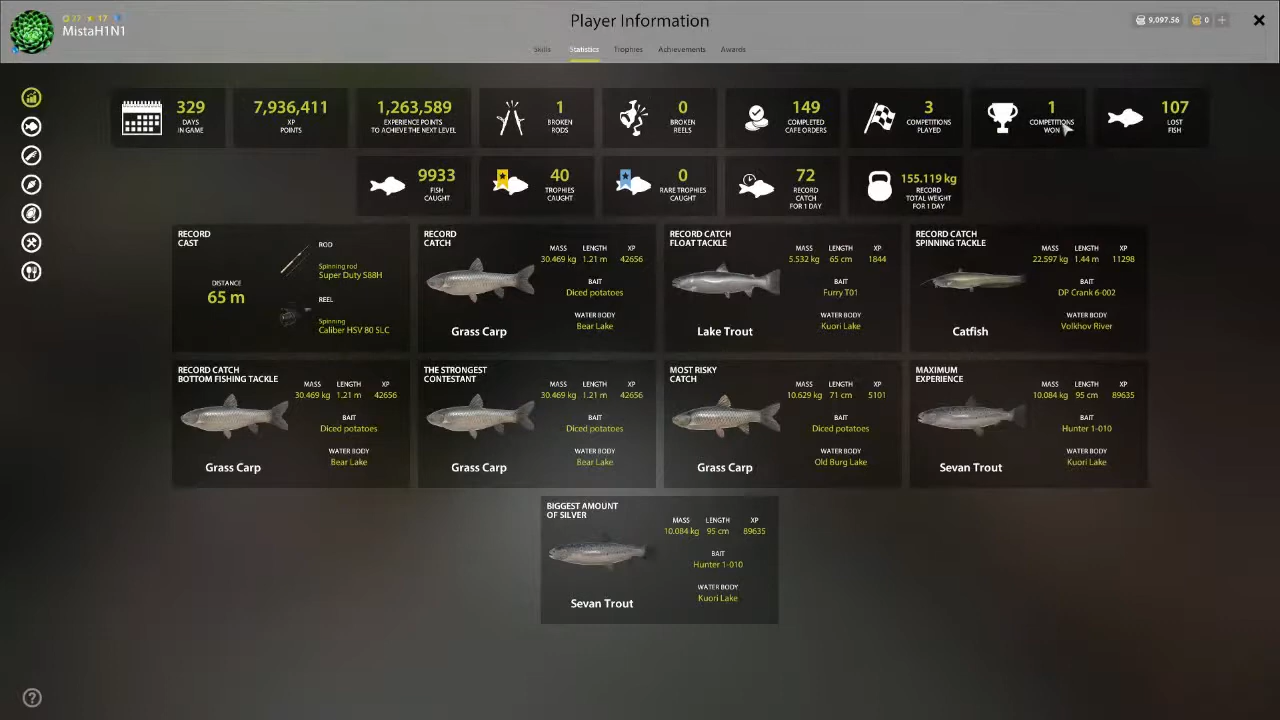 27 17
MistaH1N1
Player Information
9,097.56 0 +
Skills Statistics Trophies Achievements Awards
329
DAYS
IN GAME
7,936,411
XP
POINTS
1,263,589
EXPERIENCE POINTS
TO ACHIEVE THE NEXT LEVEL
1
BROKEN
RODS
0
BROKEN
REELS
149
COMPLETED
CAFE ORDERS
3
COMPETITIONS
PLAYED
1
COMPETITIONS
WON
107
LOST
FISH
9933
FISH
CAUGHT
40
TROPHIES
CAUGHT
0
RARE TROPHIES
CAUGHT
72
RECORD
CATCH
FOR 1 DAY
155.119 kg
RECORD
TOTAL WEIGHT
FOR 1 DAY
RECORD
CAST
DISTANCE
65 m
ROD
Spinning rod
Super Duty S88H
REEL
Spinning
Caliber HSV 80 SLC
RECORD
CATCH
MASS LENGTH XP
30.469 kg 1.21 m 42656
BAIT
Diced potatoes
WATER BODY
Bear Lake
Grass Carp
RECORD CATCH
FLOAT TACKLE
MASS LENGTH XP
5.532 kg 65 cm 1844
BAIT
Furry T01
WATER BODY
Kuori Lake
Lake Trout
RECORD CATCH
SPINNING TACKLE
MASS LENGTH XP
22.597 kg 1.44 m 11298
BAIT
DP Crank 6-002
WATER BODY
Volkhov River
Catfish
RECORD CATCH
BOTTOM FISHING TACKLE
MASS LENGTH XP
30.469 kg 1.21 m 42656
BAIT
Diced potatoes
WATER BODY
Bear Lake
Grass Carp
THE STRONGEST
CONTESTANT
MASS LENGTH XP
30.469 kg 1.21 m 42656
BAIT
Diced potatoes
WATER BODY
Bear Lake
Grass Carp
MOST RISKY
CATCH
MASS LENGTH XP
10.629 kg 71 cm 5101
BAIT
Diced potatoes
WATER BODY
Old Burg Lake
Grass Carp
MAXIMUM
EXPERIENCE
MASS LENGTH XP
10.084 kg 95 cm 89635
BAIT
Hunter 1-010
WATER BODY
Kuori Lake
Sevan Trout
BIGGEST AMOUNT
OF SILVER
MASS LENGTH XP
10.084 kg 95 cm 89635
BAIT
Hunter 1-010
WATER BODY
Kuori Lake
Sevan Trout
?